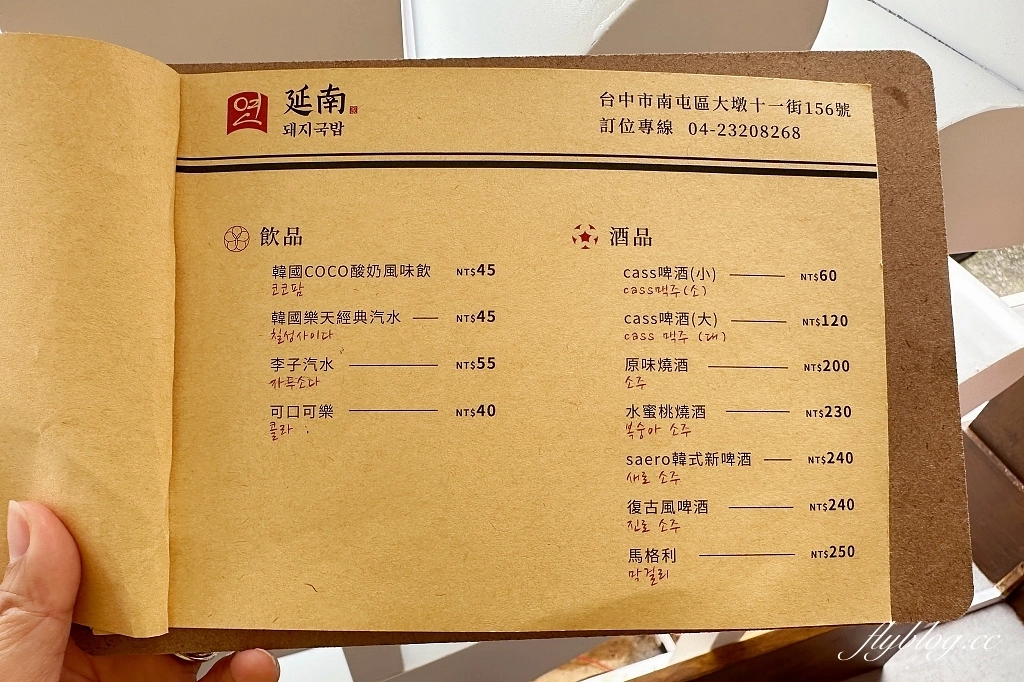 연
延南
돼지국밥
台中市南屯區大墩十一街156號
訂位專線 04-23208268
飲品
韓國COCO酸奶風味飲 NT$45
코코팜
韓國樂天經典汽水 NT$45
칠성사이다
李子汽水 NT$55
자두소다
可口可樂 NT$40
콜라
酒品
cass啤酒(小) NT$60
cass맥주(소)
cass啤酒(大) NT$120
cass 맥주 (대)
原味燒酒 NT$200
소주
水蜜桃燒酒 NT$230
복숭아 소주
saero韓式新啤酒 NT$240
새로 소주
復古風啤酒 NT$240
진로 소주
馬格利 NT$250
막걸리
flyblog.cc